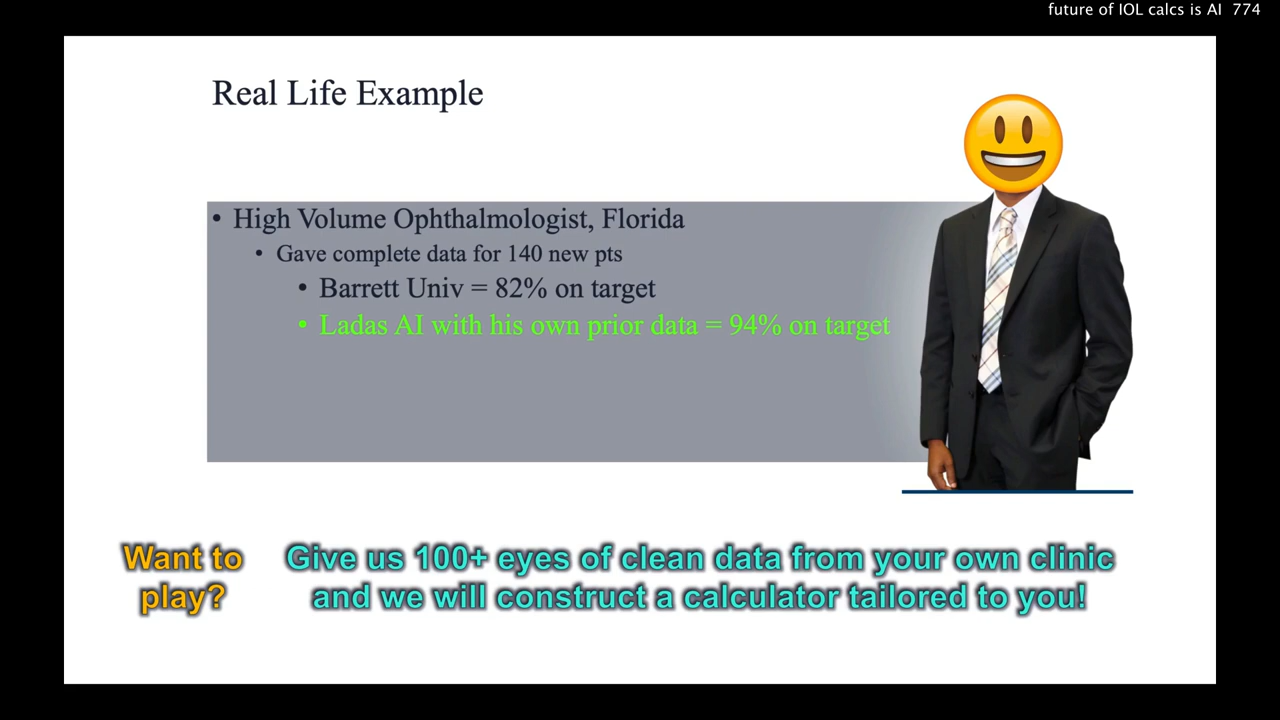 future of IOL calcs is AI 774
Real Life Example
• High Volume Ophthalmologist, Florida
• Gave complete data for 140 new pts
• Barrett Univ = 82% on target
• Ladas AI with his own prior data = 94% on target
Want to
play?
Give us 100+ eyes of clean data from your own clinic
and we will construct a calculator tailored to you!